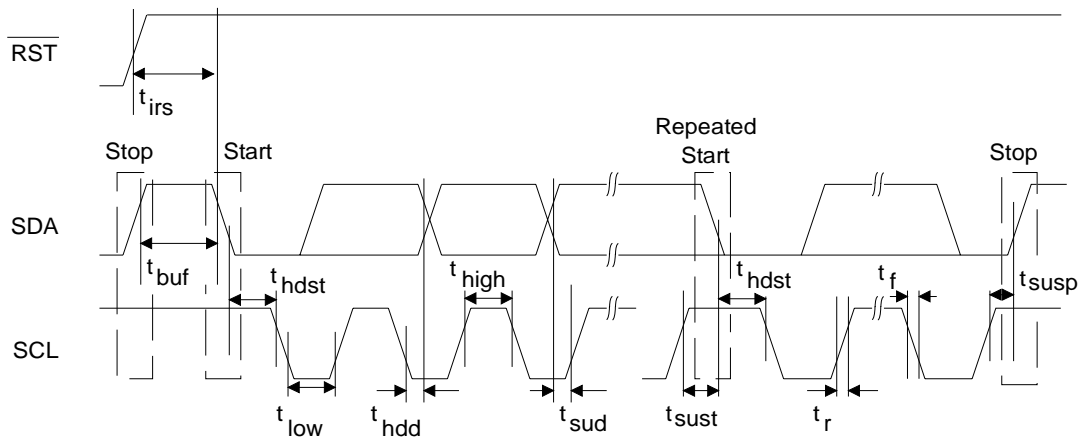 RST
t irs
Repeated
Stop Start Start Stop
SDA
t buf t hdst t high t hdst t f t susp
SCL
t low t hdd t sud t sust t r